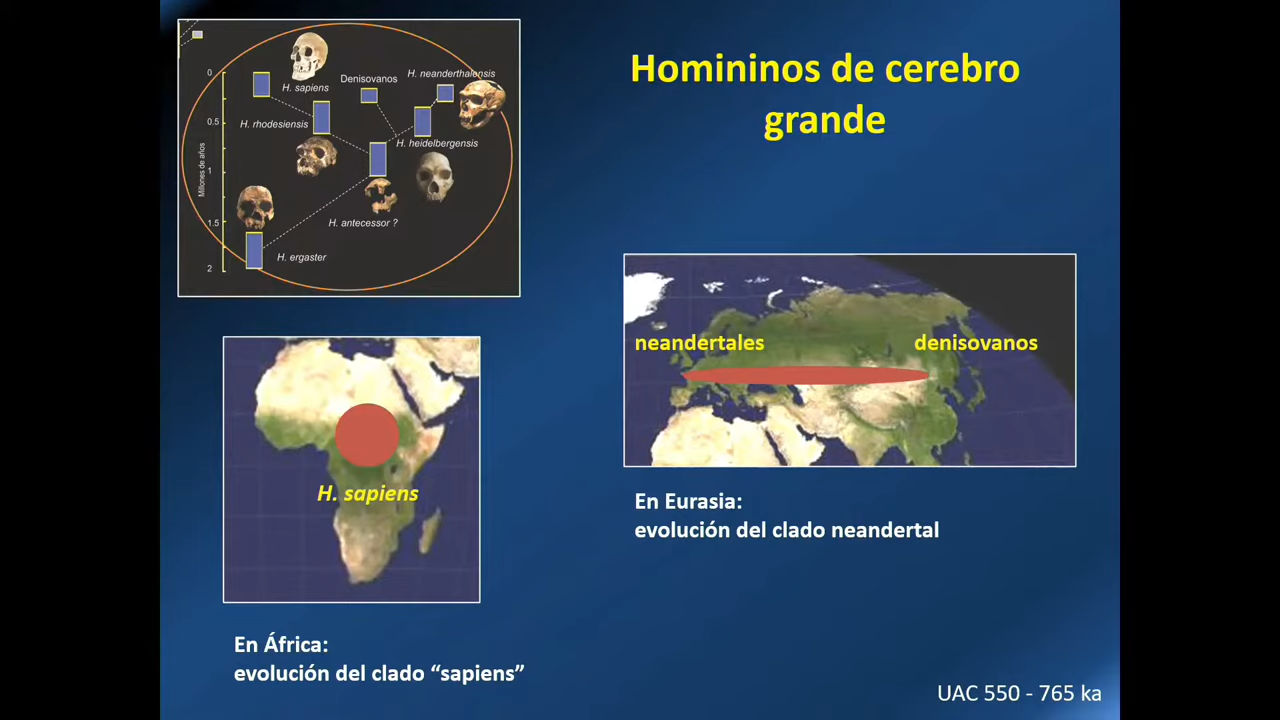 Homininos de cerebro
grande
0
0.5
1
1.5
2
Millones de años
H. sapiens
Denisovanos
H. neanderthalensis
H. rhodesiensis
H. heidelbergensis
H. antecessor ?
H. ergaster
neandertales
denisovanos
H. sapiens
En Eurasia:
evolución del clado neandertal
En África:
evolución del clado “sapiens”
UAC 550 - 765 ka